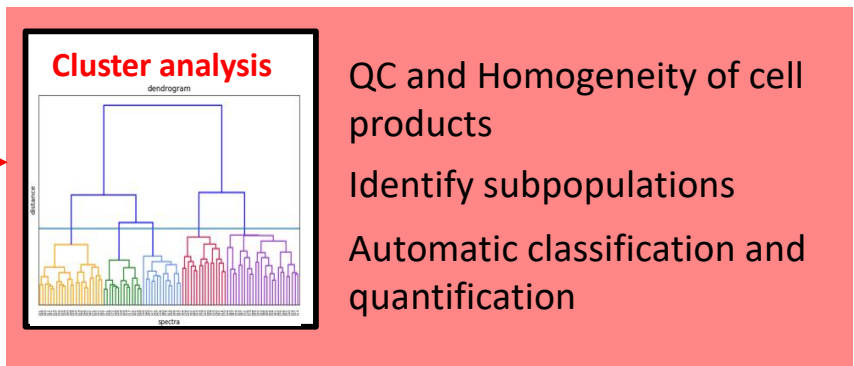 Cluster analysis
dendrogram
distance
spectra
QC and Homogeneity of cell
products
Identify subpopulations
Automatic classification and
quantification